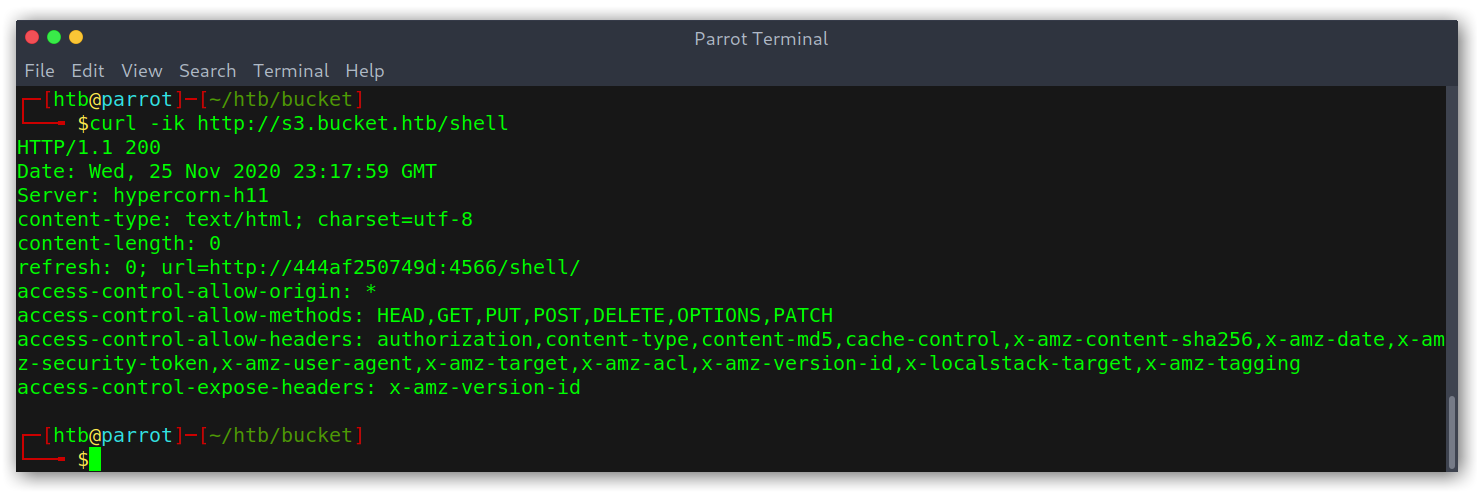 Parrot Terminal
File Edit View Search Terminal Help
┌─[htb@parrot]─[~/htb/bucket]
└──╼ $curl -ik http://s3.bucket.htb/shell
HTTP/1.1 200
Date: Wed, 25 Nov 2020 23:17:59 GMT
Server: hypercorn-h11
content-type: text/html; charset=utf-8
content-length: 0
refresh: 0; url=http://444af250749d:4566/shell/
access-control-allow-origin: *
access-control-allow-methods: HEAD,GET,PUT,POST,DELETE,OPTIONS,PATCH
access-control-allow-headers: authorization,content-type,content-md5,cache-control,x-amz-content-sha256,x-amz-date,x-am
z-security-token,x-amz-user-agent,x-amz-target,x-amz-acl,x-amz-version-id,x-localstack-target,x-amz-tagging
access-control-expose-headers: x-amz-version-id
┌─[htb@parrot]─[~/htb/bucket]
└──╼ $